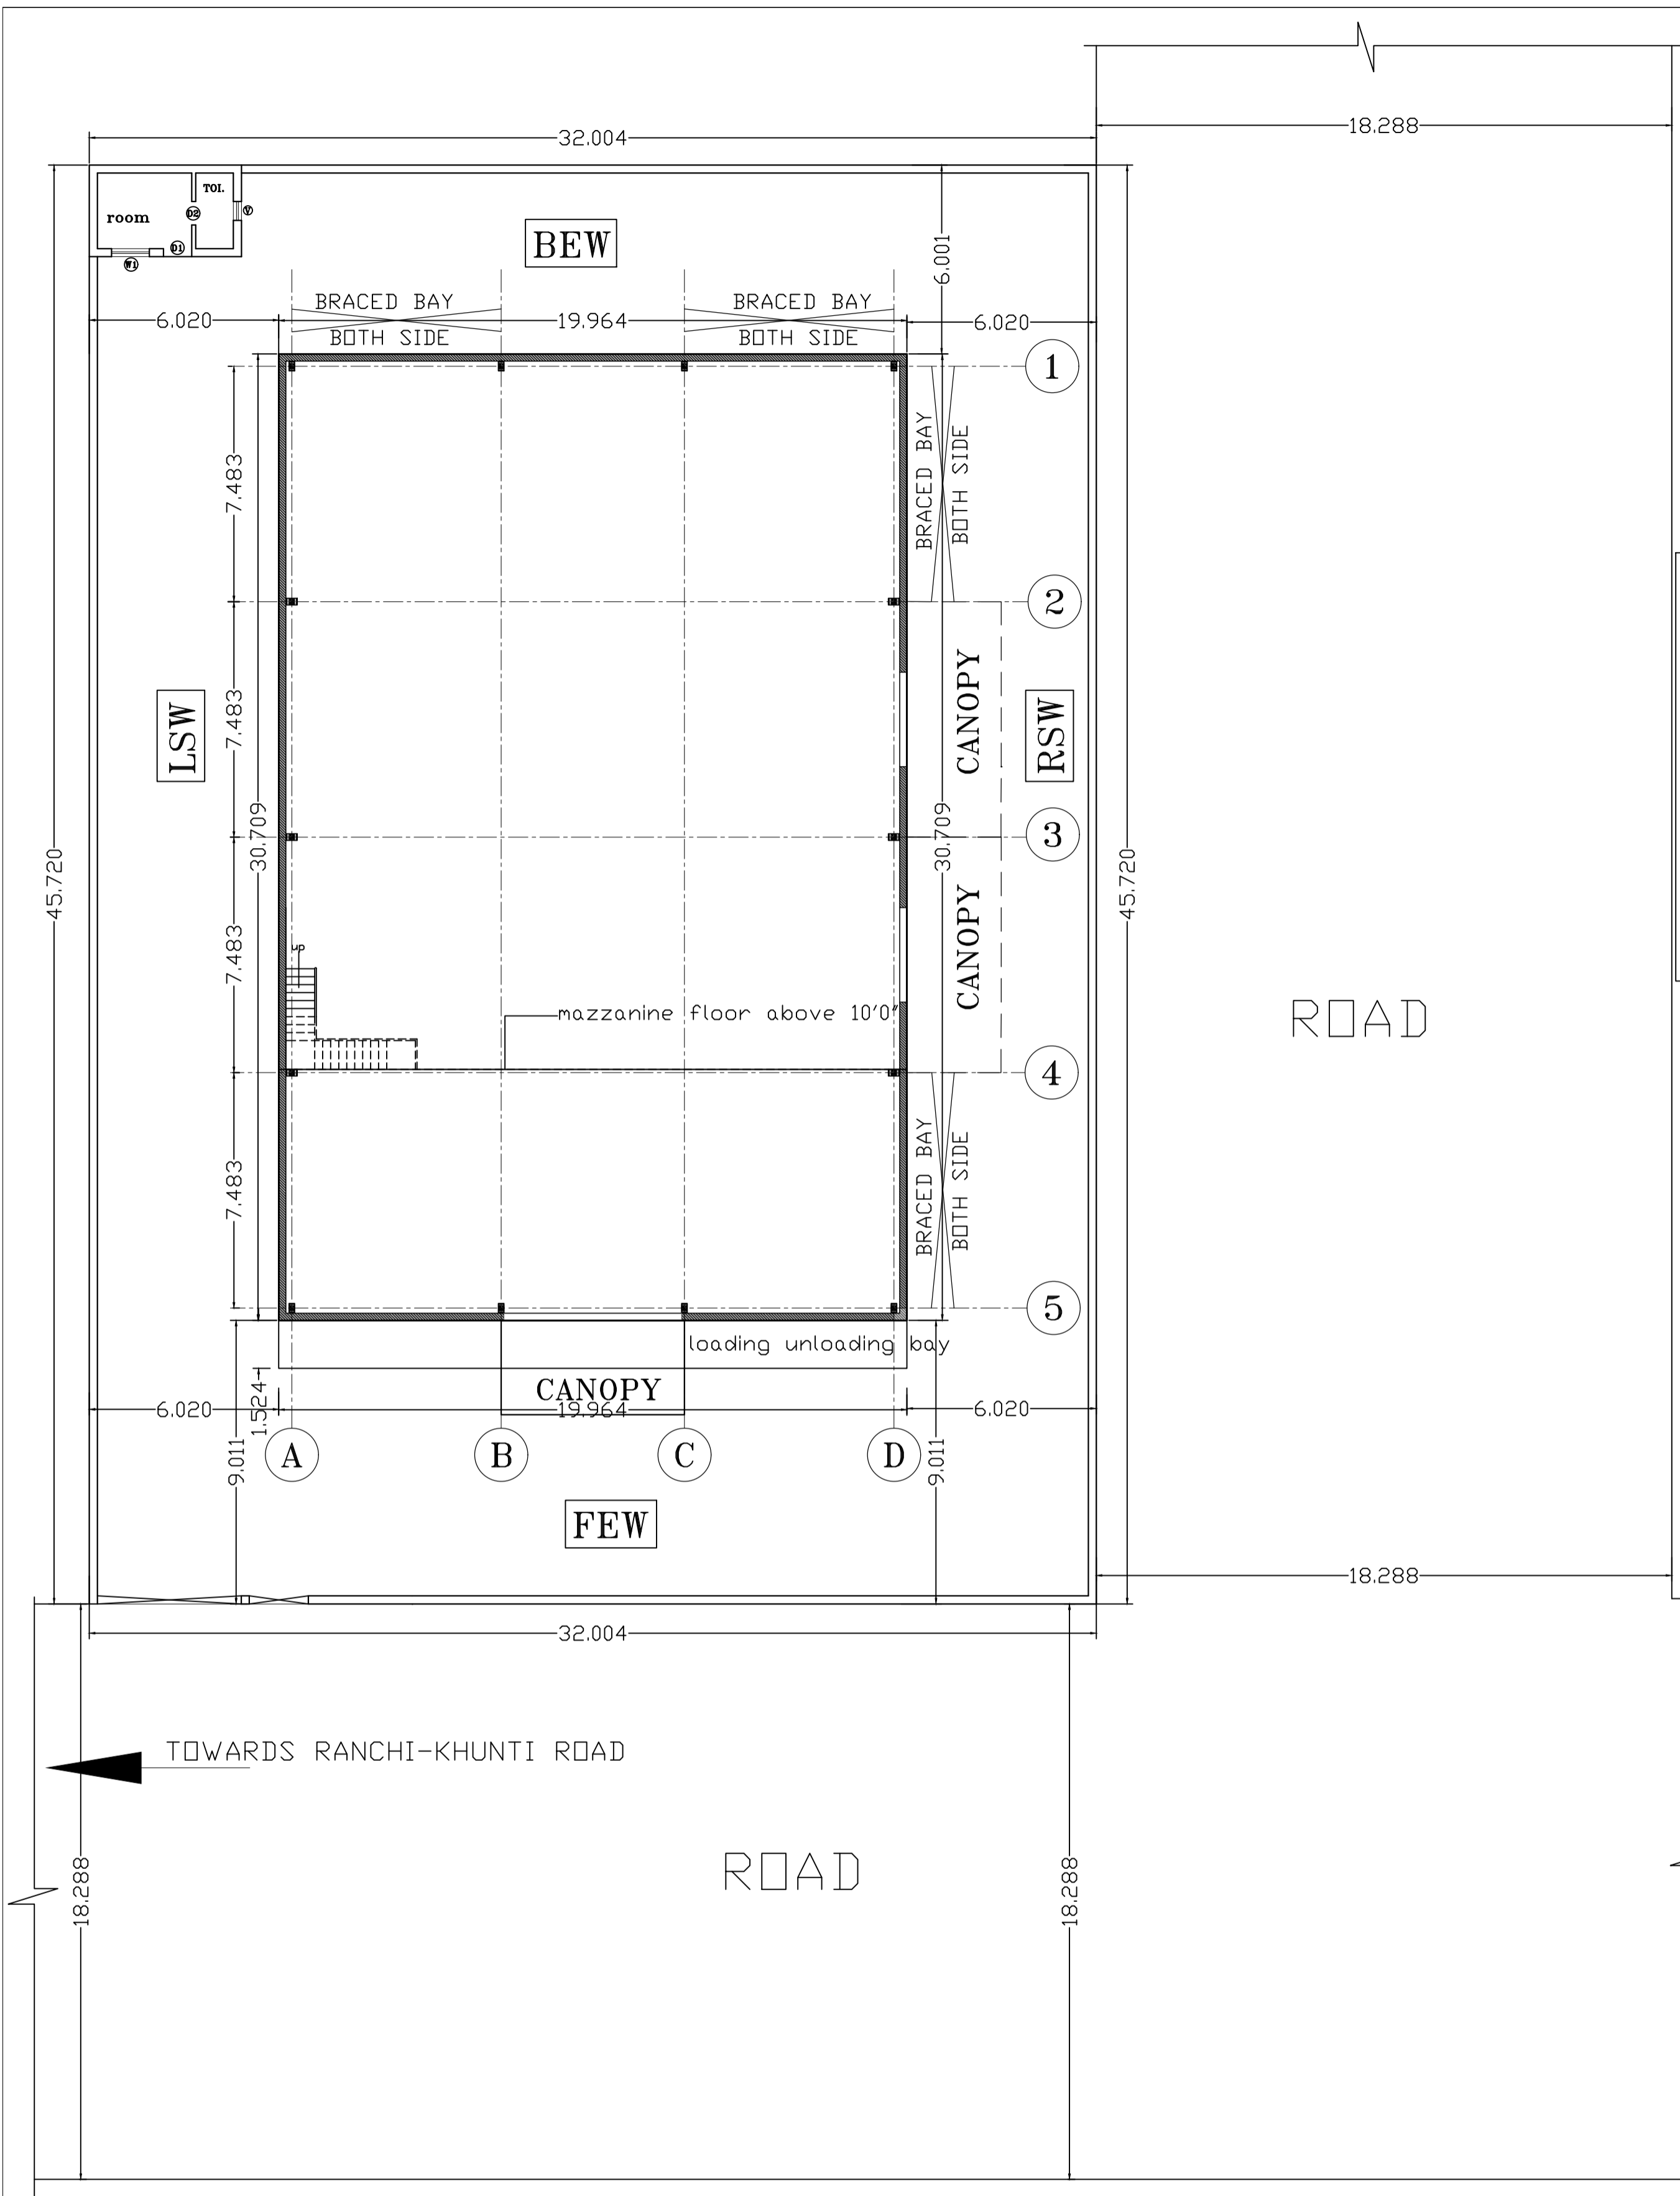 18.288
32.004
TOI.
room
D2
V
D1
W1
BEW
6.001
BRACED BAY
BRACED BAY
6.020
19.964
6.020
BOTH SIDE
BOTH SIDE
1
7.483
BRACED BAY
BOTH SIDE
2
LSW
7.483
CANOPY
RSW
30.709
30.709
3
45.720
45.720
7.483
CANOPY
up
mazzanine floor above 10'0"
ROAD
4
7.483
BRACED BAY
BOTH SIDE
5
loading unloading bay
CANOPY
6.020
1.524
19.964
6.020
A
B
C
D
9.011
9.011
FEW
18.288
32.004
TOWARDS RANCHI-KHUNTI ROAD
ROAD
18.288
18.288